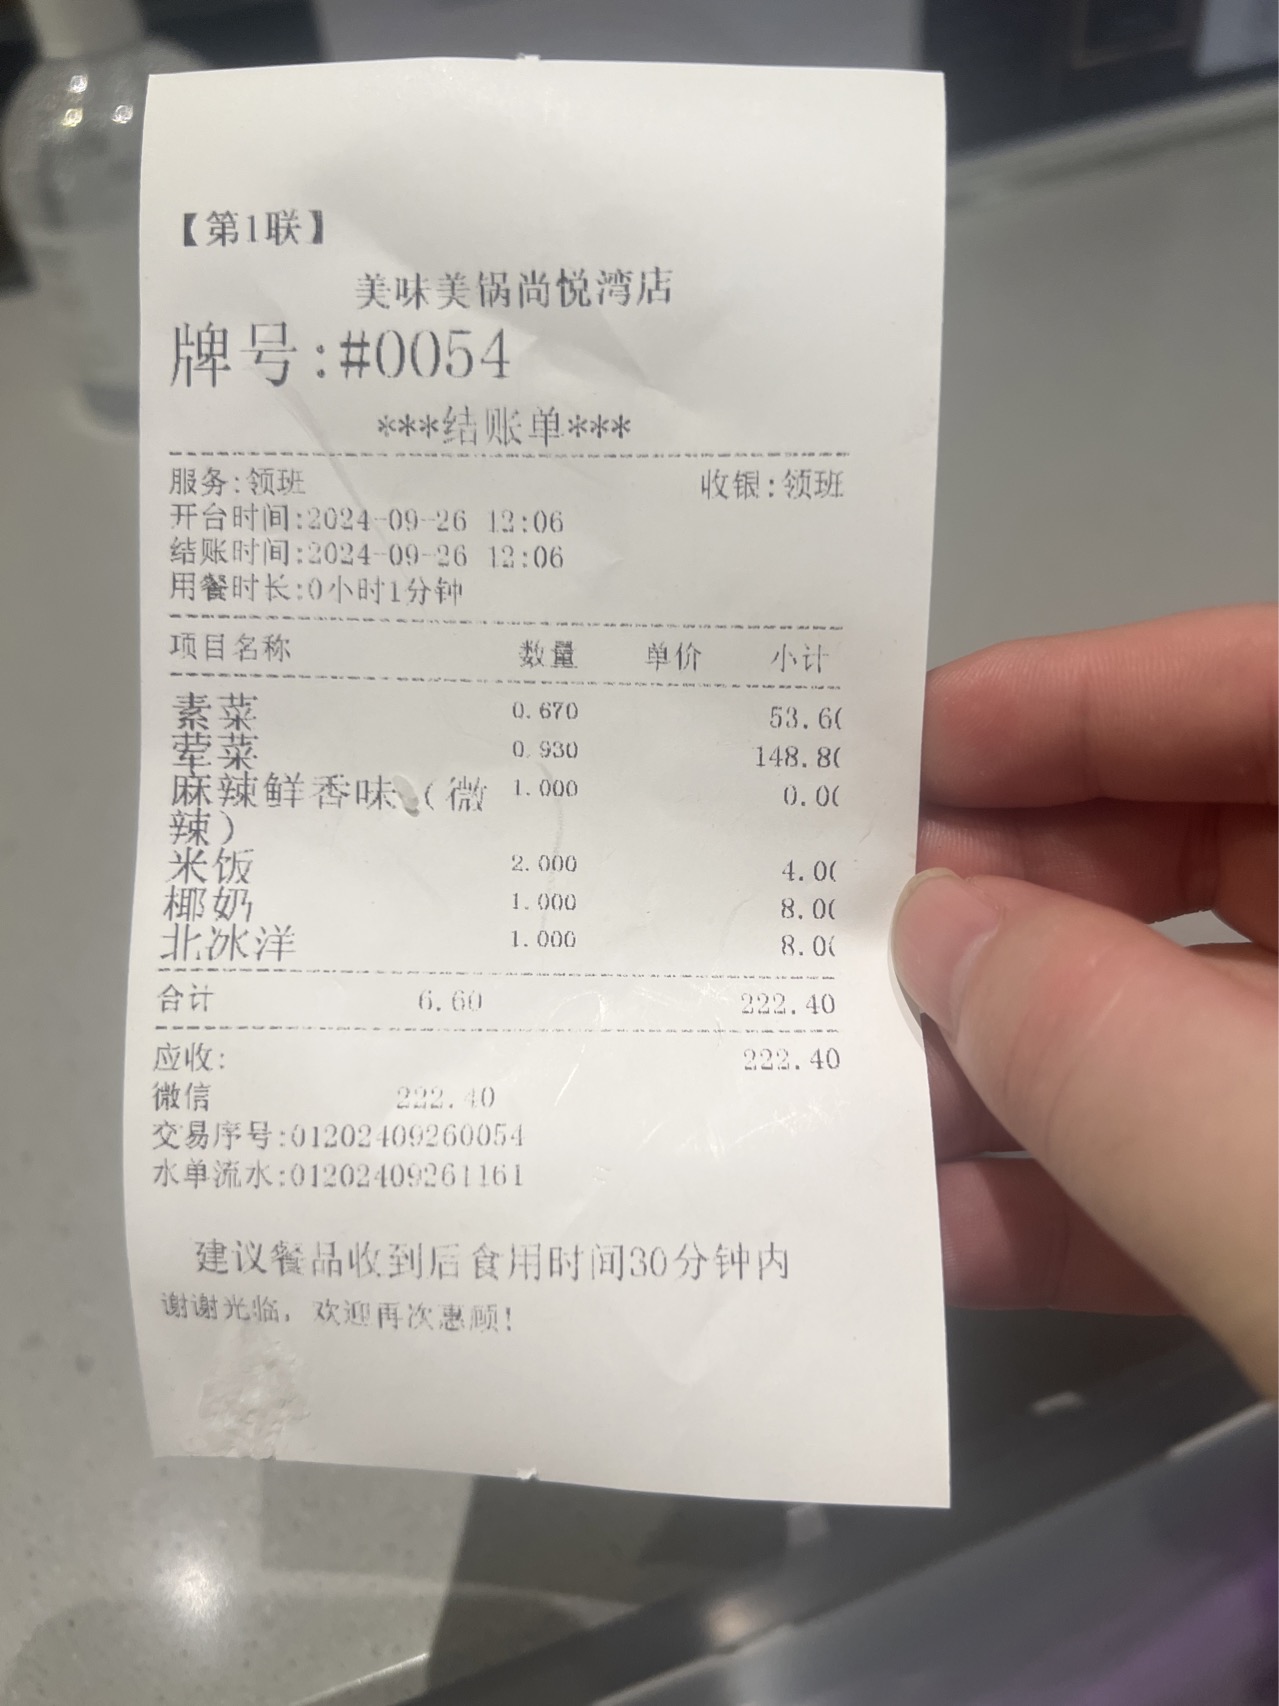 【第1联】
美味美锅尚悦湾店
牌号:#0054
***结账单***
服务:领班 收银:领班
开台时间:2024-09-26 12:06
结账时间:2024-09-26 12:06
用餐时长:0小时1分钟
项目名称 数量 单价 小计
素菜 0.670 53.60
荤菜 0.930 148.80
麻辣鲜香味 (微 1.000 0.00
辣)
米饭 2.000 4.00
椰奶 1.000 8.00
北冰洋 1.000 8.00
合计 6.60 222.40
应收: 222.40
微信 222.40
交易序号:01202409260054
水单流水:01202409261161
建议餐品收到后食用时间30分钟内
谢谢光临,欢迎再次惠顾!